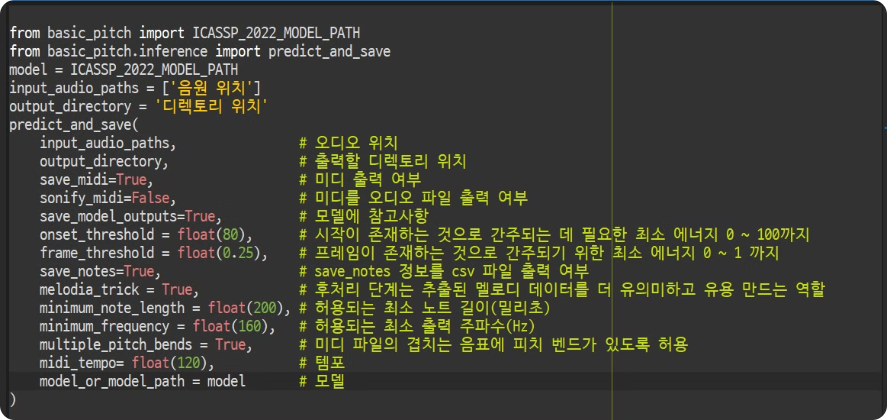 from basic_pitch import ICASSP_2022_MODEL_PATH
from basic_pitch.inference import predict_and_save
model = ICASSP_2022_MODEL_PATH
input_audio_paths = ['음원 위치']
output_directory = '디렉토리 위치'
predict_and_save(
    input_audio_paths,                # 오디오 위치
    output_directory,                 # 출력할 디렉토리 위치
    save_midi=True,                   # 미디 출력 여부
    sonify_midi=False,                # 미디를 오디오 파일 출력 여부
    save_model_outputs=True,          # 모델에 참고사항
    onset_threshold = float(80),      # 시작이 존재하는 것으로 간주되는 데 필요한 최소 에너지 0 ~ 100까지
    frame_threshold = float(0.25),    # 프레임이 존재하는 것으로 간주되기 위한 최소 에너지 0 ~ 1 까지
    save_notes=True,                  # save_notes 정보를 csv 파일 출력 여부
    melodia_trick = True,             # 후처리 단계는 추출된 멜로디 데이터를 더 유의미하고 유용 만드는 역할
    minimum_note_length = float(200), # 허용되는 최소 노트 길이(밀리초)
    minimum_frequency = float(160),   # 허용되는 최소 출력 주파수(Hz)
    multiple_pitch_bends = True,      # 미디 파일의 겹치는 음표에 피치 벤드가 있도록 허용
    midi_tempo= float(120),           # 템포
    model_or_model_path = model       # 모델
)